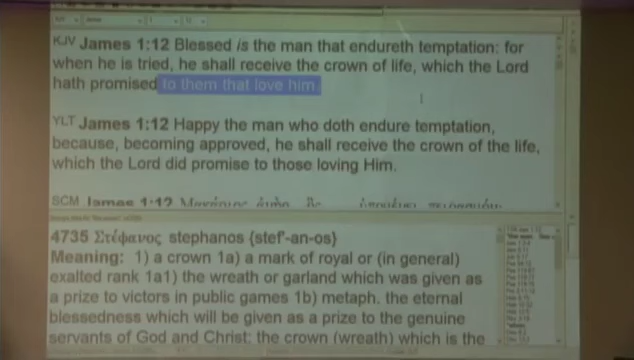 KJV James 1:12 Blessed is the man that endureth temptation: for
when he is tried, he shall receive the crown of life, which the Lord
hath promised to them that love him.
YLT James 1:12 Happy the man who doth endure temptation,
because, becoming approved, he shall receive the crown of the life,
which the Lord did promise to those loving Him.
SCM James 1:12
4735 Στέφανος stephanos {stef'-an-os}
Meaning: 1) a crown 1a) a mark of royal or (in general)
exalted rank 1a1) the wreath or garland which was given as
a prize to victors in public games 1b) metaph. the eternal
blessedness which will be given as a prize to the genuine
servants of God and Christ: the crown (wreath) which is the